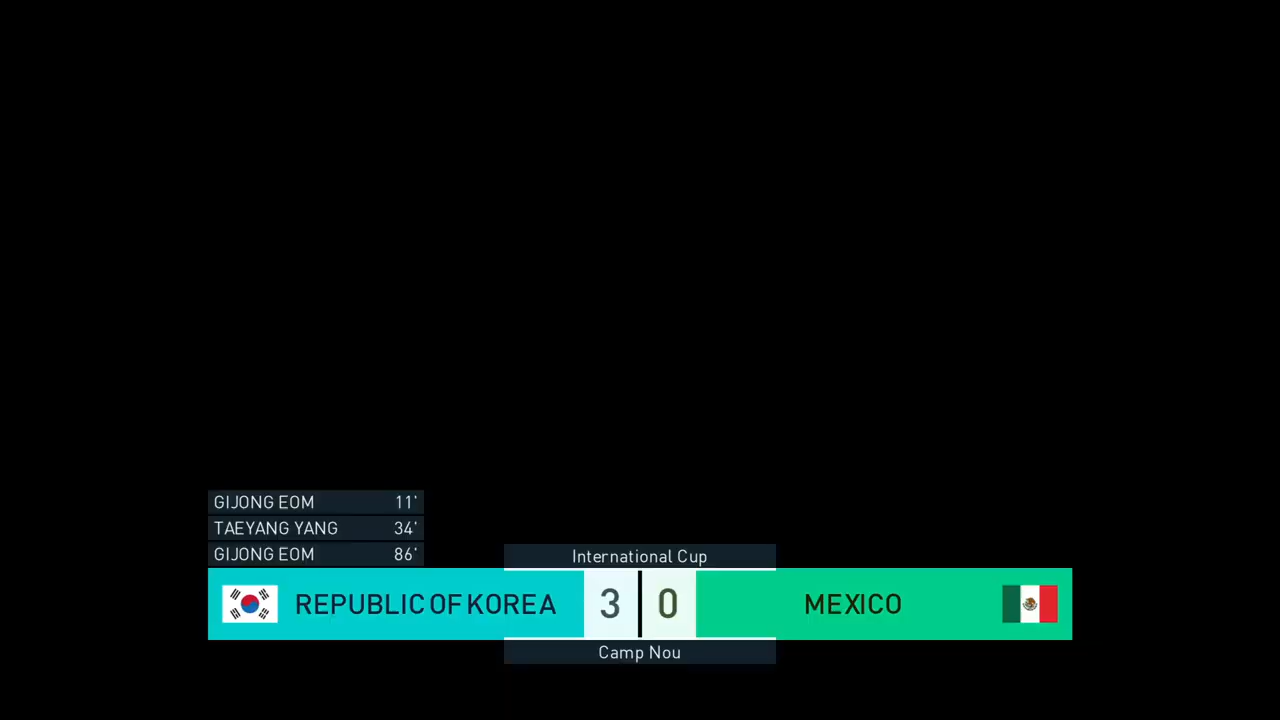 GIJONG EOM 11'
TAEYANG YANG 34'
GIJONG EOM 86'
International Cup
REPUBLIC OF KOREA 3 0 MEXICO
Camp Nou